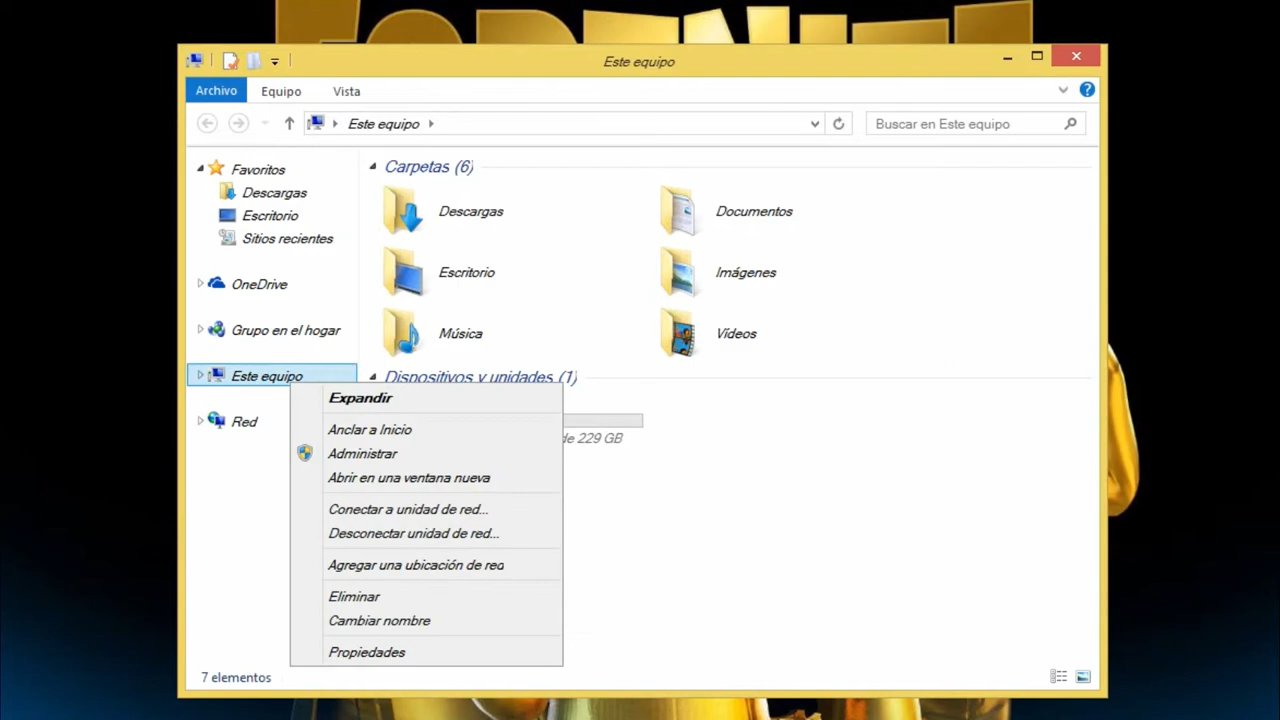 FORTNITE
Este equipo
Archivo
Equipo
Vista
Este equipo
Buscar en Este equipo
Favoritos
Descargas
Escritorio
Sitios recientes
OneDrive
Grupo en el hogar
Este equipo
Red
Carpetas (6)
Descargas
Documentos
Escritorio
Imágenes
Música
Vídeos
Dispositivos y unidades (1)
de 229 GB
Expandir
Anclar a Inicio
Administrar
Abrir en una ventana nueva
Conectar a unidad de red...
Desconectar unidad de red...
Agregar una ubicación de red
Eliminar
Cambiar nombre
Propiedades
7 elementos